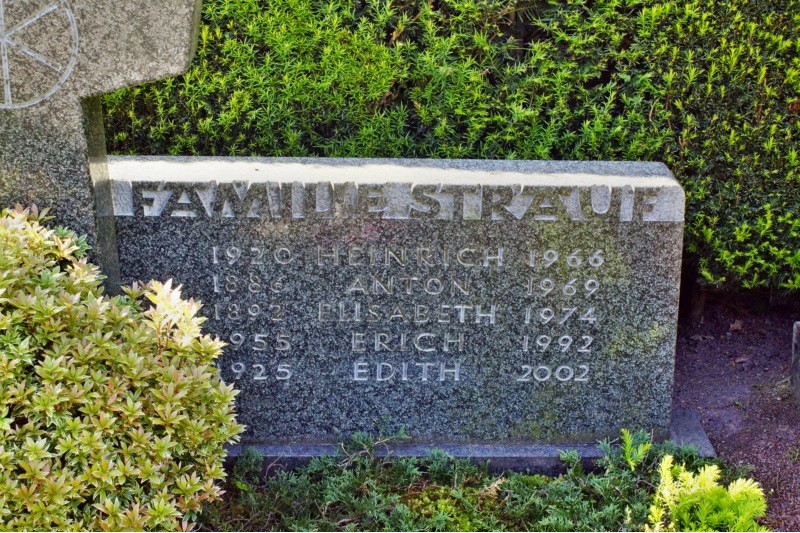 FAMILIE STRAUF
1920 HEINRICH 1966
1886 ANTON 1969
1892 ELISABETH 1974
1955 ERICH 1992
1925 EDITH 2002